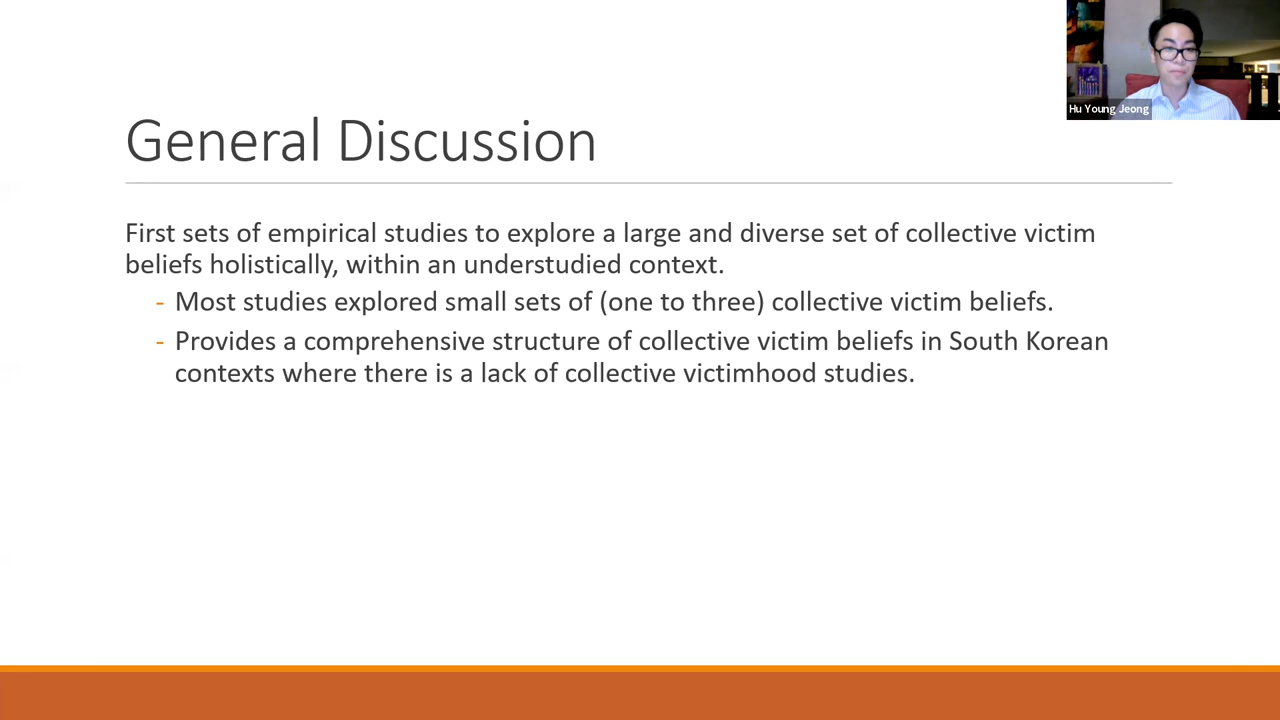 Hu Young Jeong
General Discussion
First sets of empirical studies to explore a large and diverse set of collective victim
beliefs holistically, within an understudied context.
- Most studies explored small sets of (one to three) collective victim beliefs.
- Provides a comprehensive structure of collective victim beliefs in South Korean
contexts where there is a lack of collective victimhood studies.